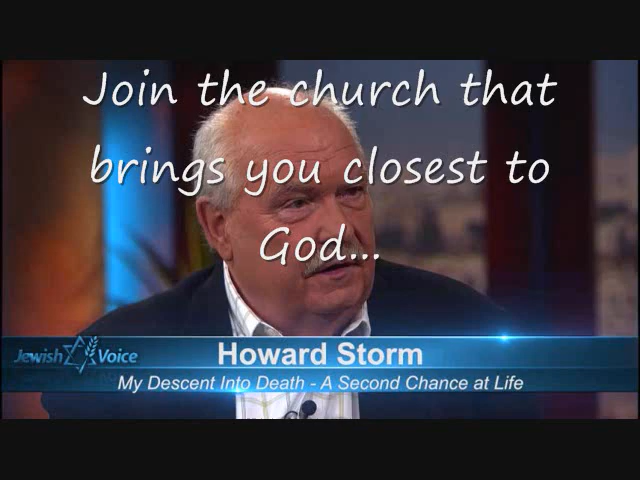 Join the church that
brings you closest to
God...
Jewish Voice
Howard Storm
My Descent Into Death - A Second Chance at Life